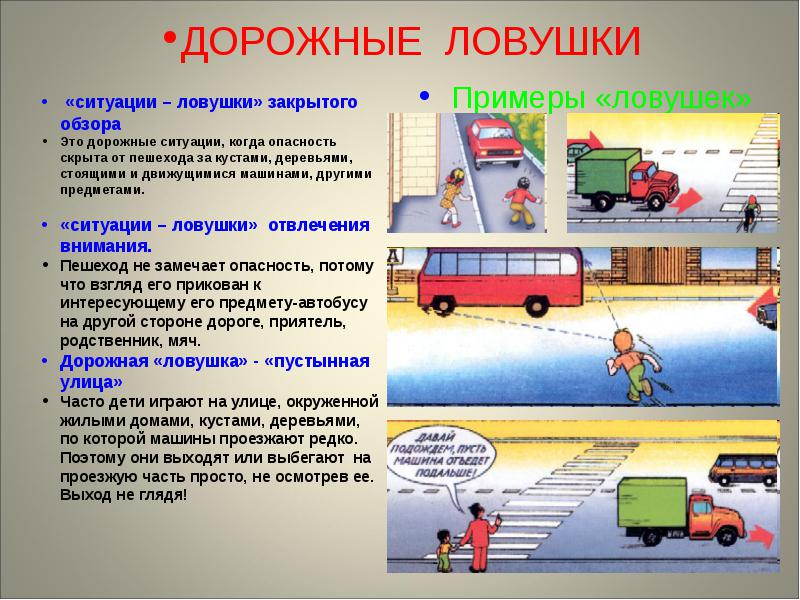 •ДОРОЖНЫЕ ЛОВУШКИ
• «ситуации – ловушки» закрытого
обзора
• Это дорожные ситуации, когда опасность
скрыта от пешехода за кустами, деревьями,
стоящими и движущимися машинами, другими
предметами.
• «ситуации – ловушки» отвлечения
внимания.
• Пешеход не замечает опасность, потому
что взгляд его прикован к
интересующему его предмету-автобусу
на другой стороне дороге, приятель,
родственник, мяч.
• Дорожная «ловушка» - «пустынная
улица»
• Часто дети играют на улице, окруженной
жилыми домами, кустами, деревьями,
по которой машины проезжают редко.
Поэтому они выходят или выбегают на
проезжую часть просто, не осмотрев ее.
Выход не глядя!
• Примеры «ловушек»
А
ДАВАЙ
ПОДОЖДЕМ, ПУСТЬ
МАШИНА ОТЪЕДЕТ
ПОДАЛЬШЕ!